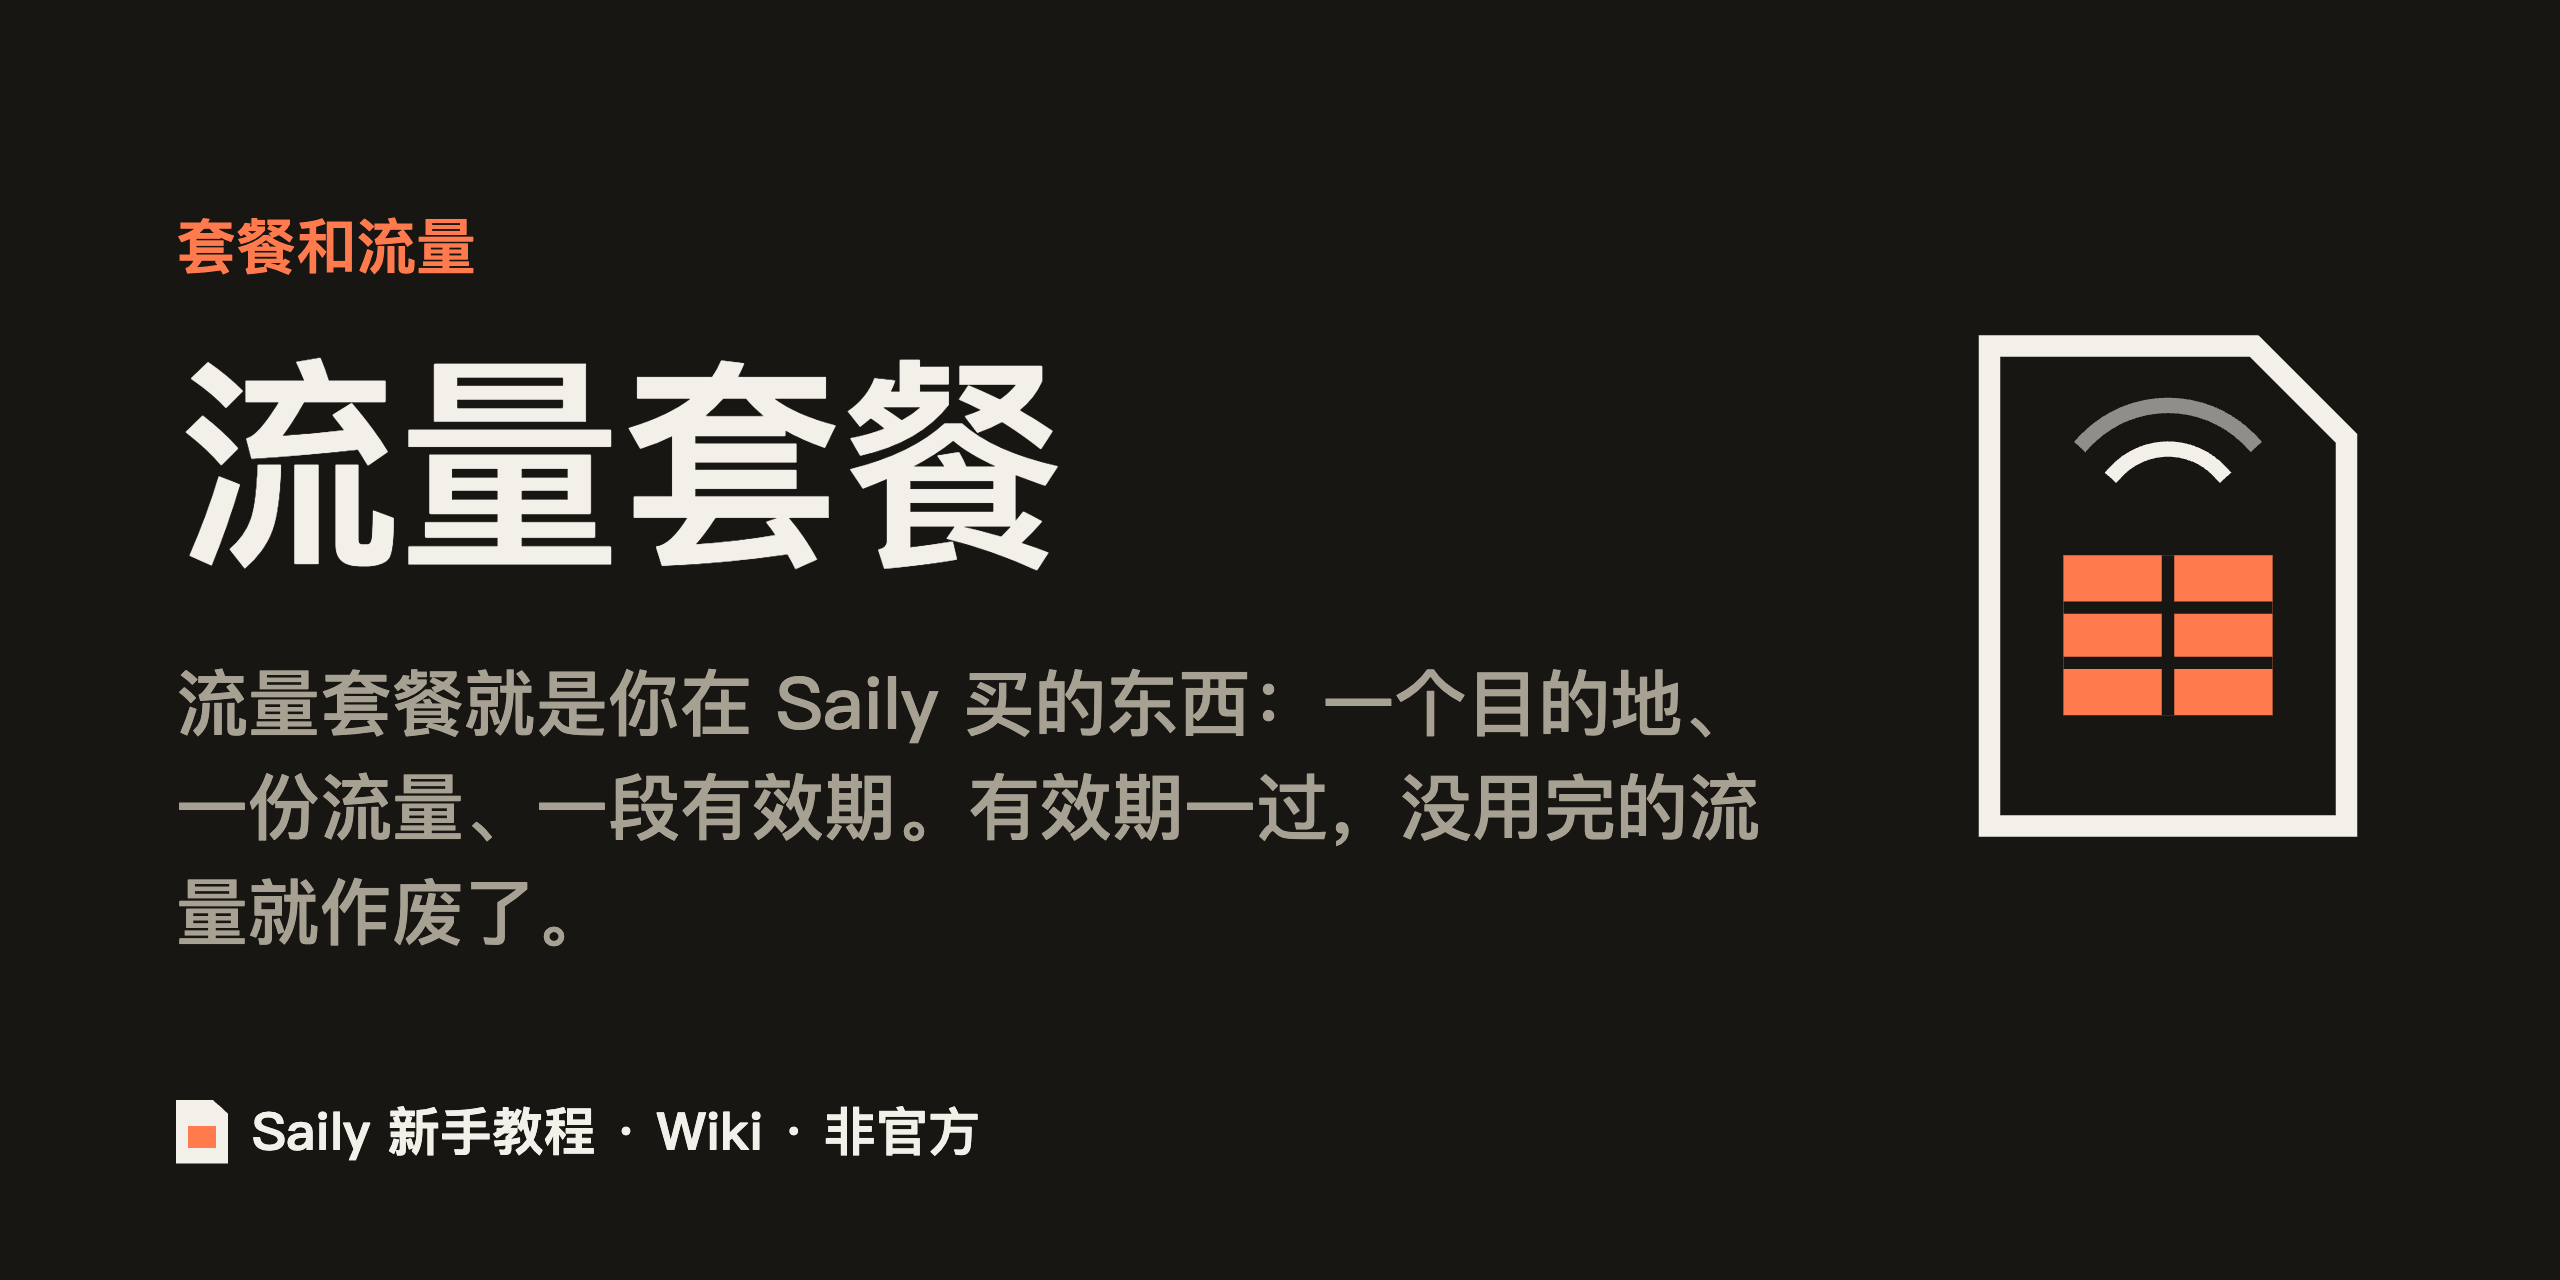 套餐和流量
流量套餐
流量套餐就是你在 Saily 买的东西：一个目的地、
一份流量、一段有效期。有效期一过，没用完的流
量就作废了。
Saily 新手教程 · Wiki · 非官方